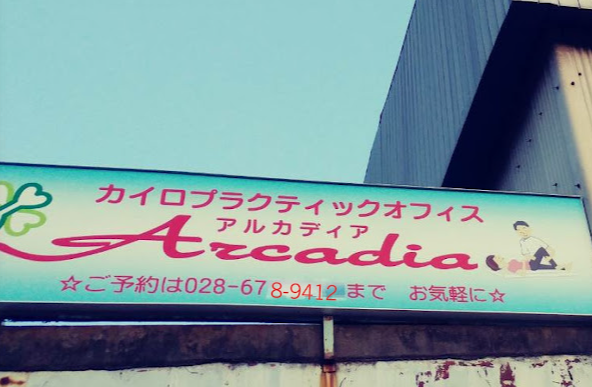 カイロプラクティックオフィス
アルカディア
Arcadia
☆ご予約は028-678-9412まで お気軽に☆